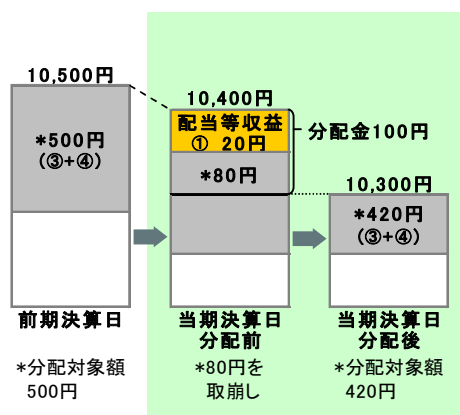 10,500円
*500円
(③+④)
前期決算日
*分配対象額
500円
10,400円
配当等収益
① 20円
*80円
分配金100円
当期決算日
分配前
*80円を
取崩し
10,300円
*420円
(③+④)
当期決算日
分配後
*分配対象額
420円